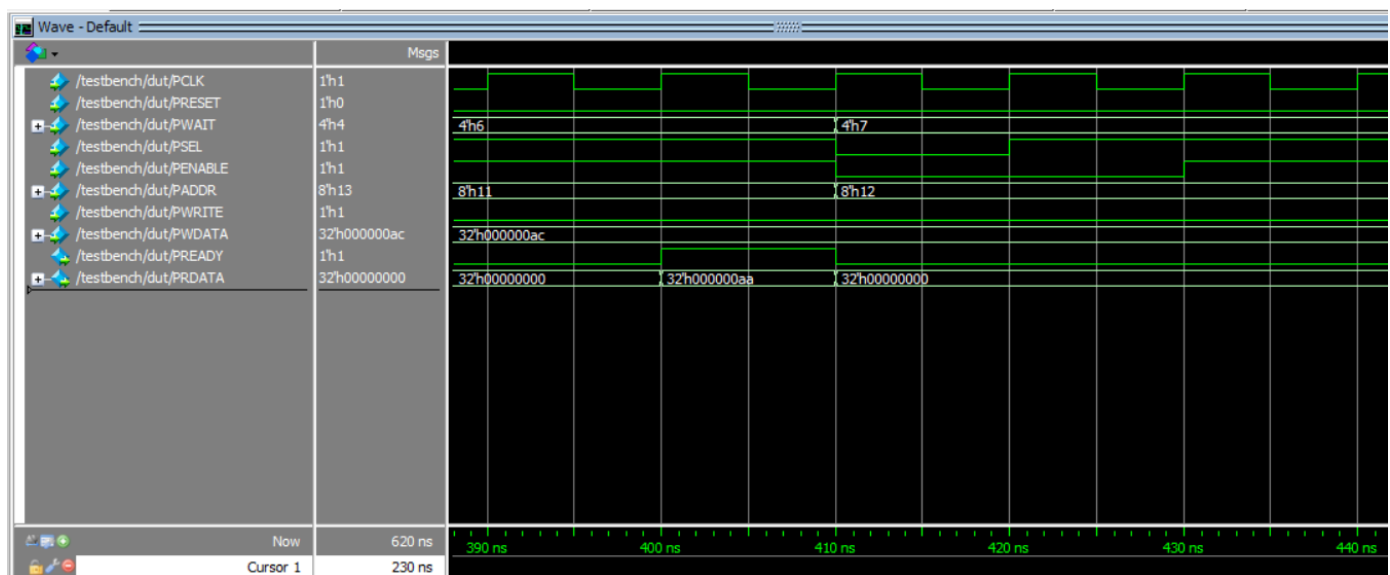 Wave - Default
Msgs
/testbench/dut/PCLK 1'h1
/testbench/dut/PRESET 1'h0
/testbench/dut/PWAIT 4'h4 4'h6 4'h7
/testbench/dut/PSEL 1'h1
/testbench/dut/PENABLE 1'h1
/testbench/dut/PADDR 8'h13 8'h11 8'h12
/testbench/dut/PWRITE 1'h1
/testbench/dut/PWDATA 32'h000000ac 32'h000000ac
/testbench/dut/PREADY 1'h1
/testbench/dut/PRDATA 32'h00000000 32'h00000000 32'h000000aa 32'h00000000
Now 620 ns 390 ns 400 ns 410 ns 420 ns 430 ns 440 ns
Cursor 1 230 ns